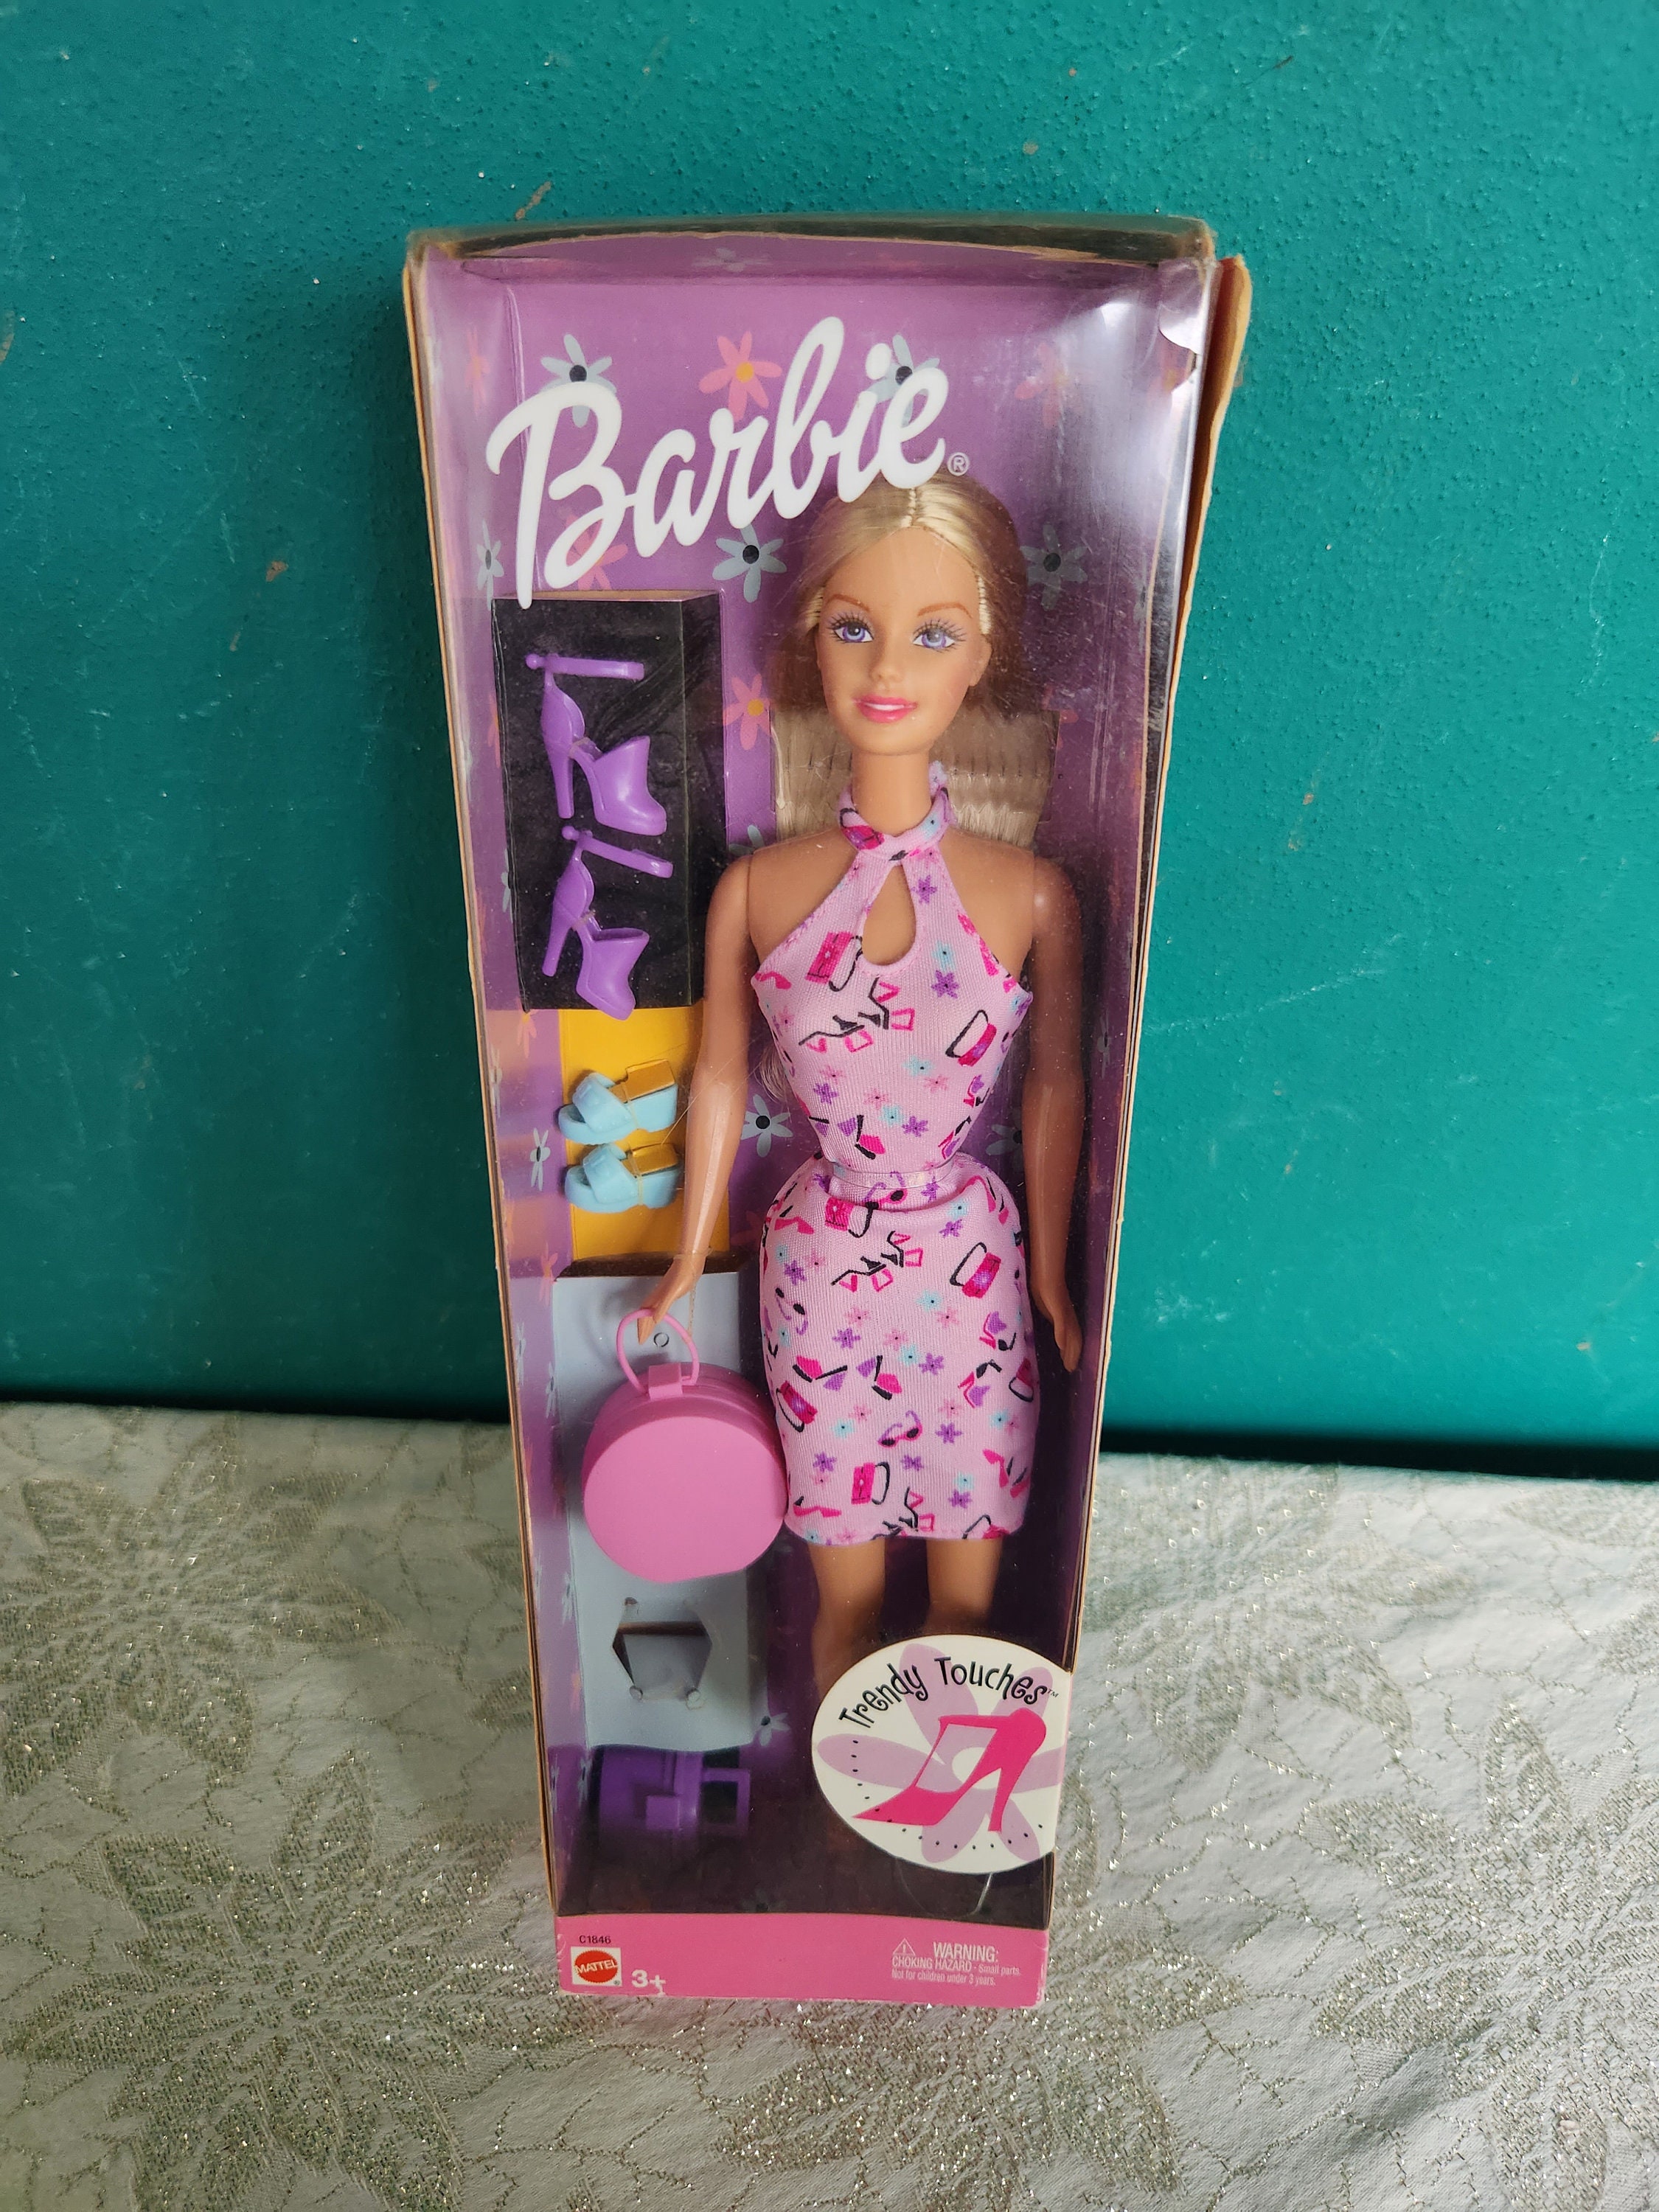 Barbie®
Trendy Touches™
C1846
MATTEL®
3+
WARNING:
CHOKING HAZARD - Small parts.
Not for children under 3 years.